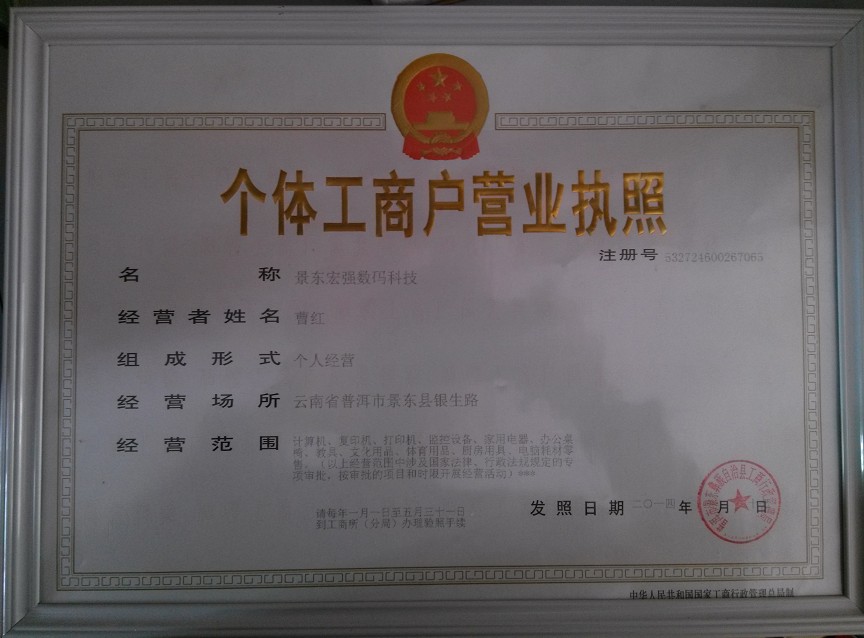 个体工商户营业执照
注册号 532724600267065
名称 景东宏强数码科技
经营者姓名 曹红
组成形式 个人经营
经营场所 云南省普洱市景东县银生路
经营范围 计算机、复印机、打印机、监控设备、家用电器、办公桌
椅、教具、文化用品、体育用品、厨房用具、电脑耗材零
售。（以上经营范围中涉及国家法律、行政法规规定的专
项审批，按审批的项目和时限开展经营活动）***
请每年一月一日至五月三十一日
到工商所（分局）办理验照手续
发照日期 二〇一四年 月 日
中华人民共和国国家工商行政管理总局制